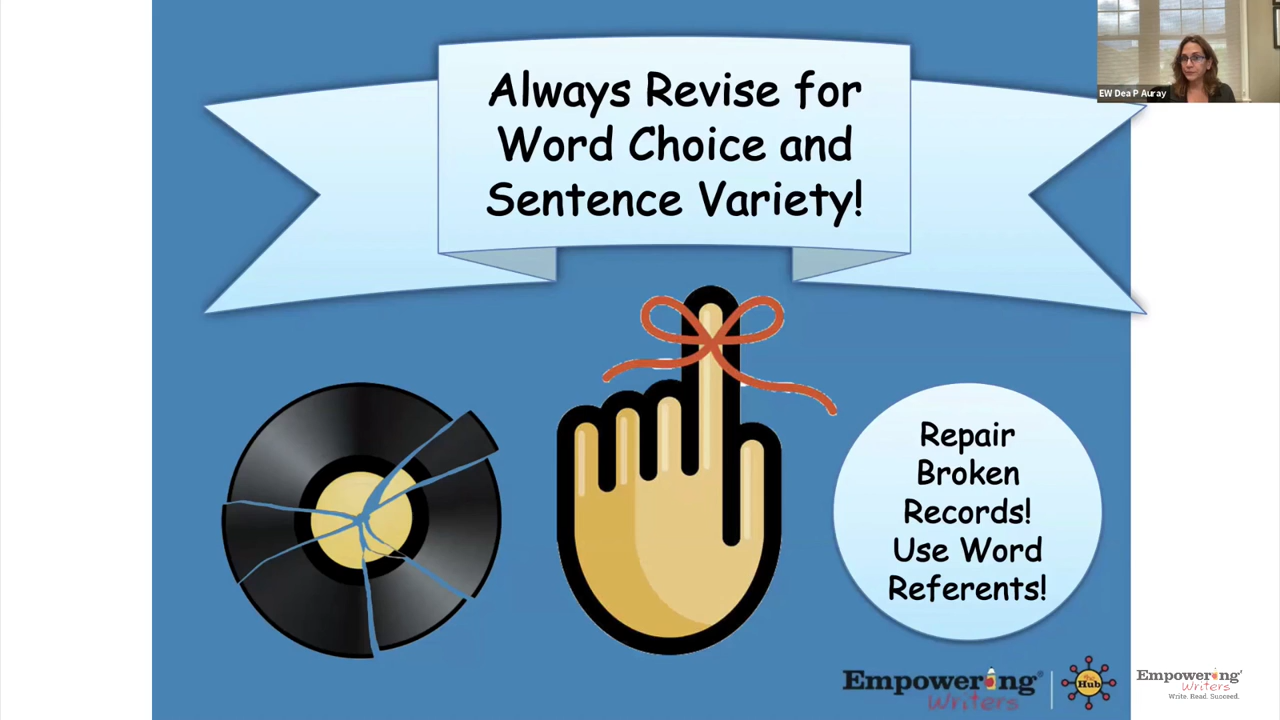 Always Revise for
Word Choice and
Sentence Variety!
EW Dea P Auray
Repair
Broken
Records!
Use Word
Referents!
Empowering®
Writers
the
Hub
Empowering®
Writers
Write. Read. Succeed.